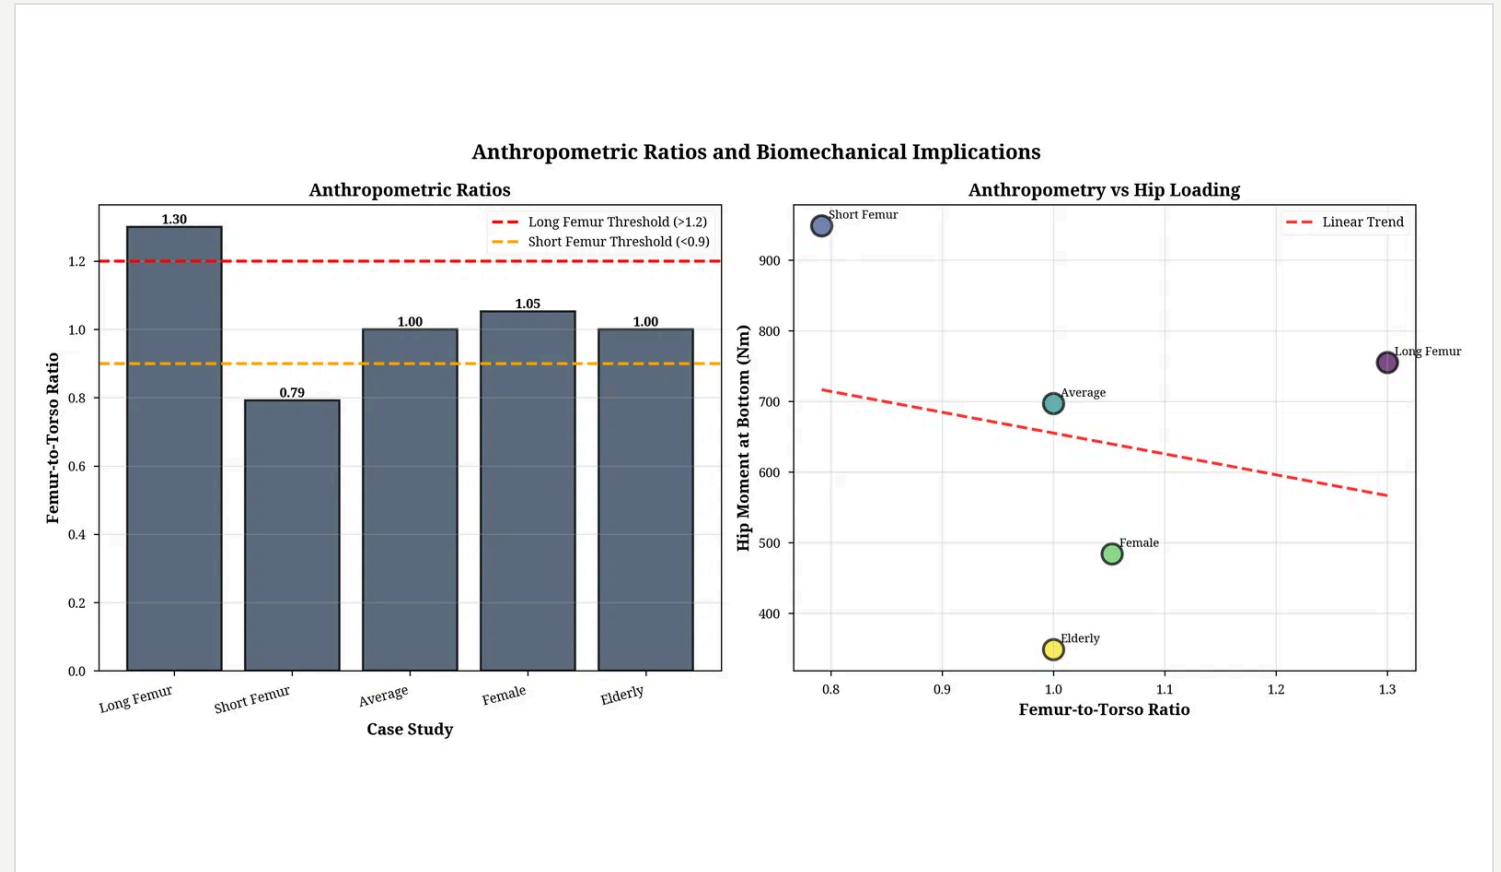 Anthropometric Ratios and Biomechanical Implications
Anthropometric Ratios
Long Femur Threshold (>1.2)
Short Femur Threshold (<0.9)
1.30
0.79
1.00
1.05
1.00
Femur-to-Torso Ratio
1.2
1.0
0.8
0.6
0.4
0.2
0.0
Long Femur
Short Femur
Average
Female
Elderly
Case Study
Anthropometry vs Hip Loading
Linear Trend
Short Femur
Long Femur
Average
Female
Elderly
Hip Moment at Bottom (Nm)
900
800
700
600
500
400
0.8
0.9
1.0
1.1
1.2
1.3
Femur-to-Torso Ratio